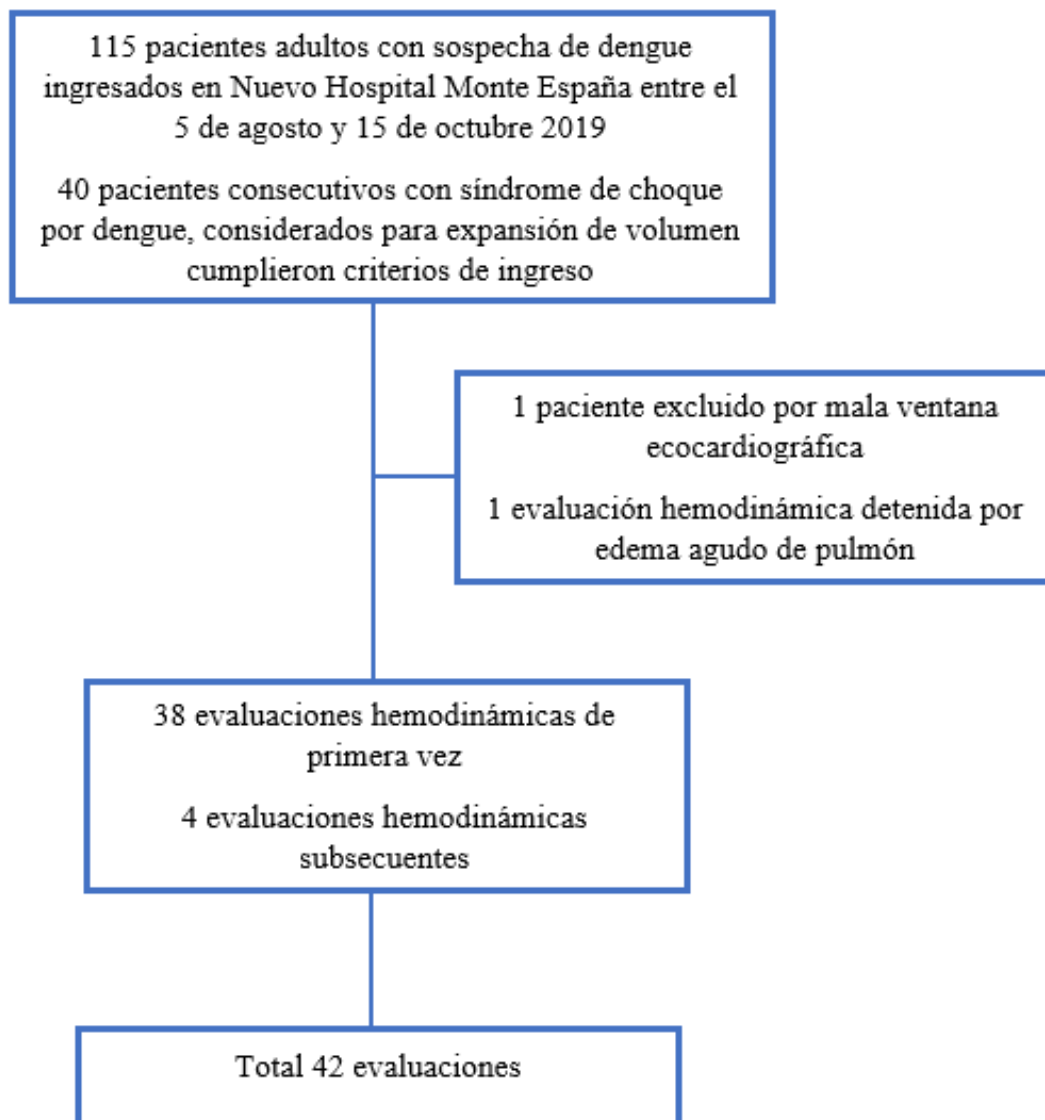 115 pacientes adultos con sospecha de dengue
ingresados en Nuevo Hospital Monte España entre el
5 de agosto y 15 de octubre 2019
40 pacientes consecutivos con síndrome de choque
por dengue, considerados para expansión de volumen
cumplieron criterios de ingreso
1 paciente excluido por mala ventana
ecocardiográfica
1 evaluación hemodinámica detenida por
edema agudo de pulmón
38 evaluaciones hemodinámicas de
primera vez
4 evaluaciones hemodinámicas
subsecuentes
Total 42 evaluaciones